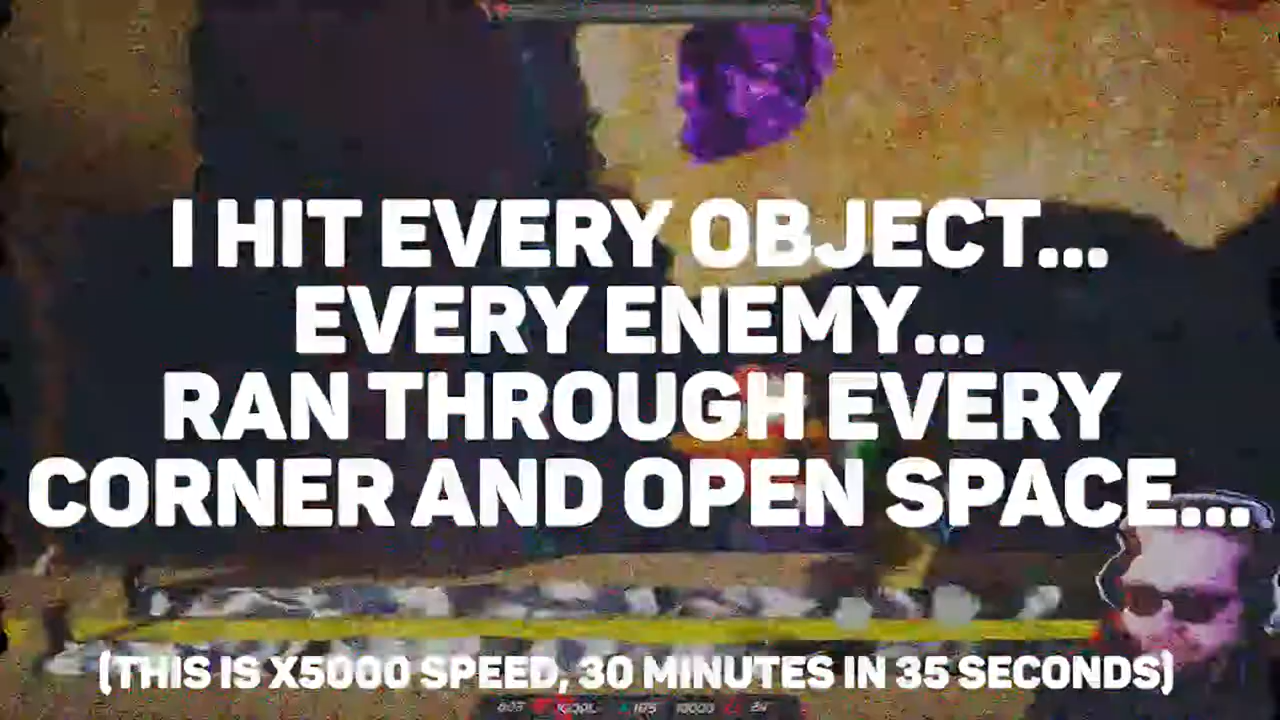 I HIT EVERY OBJECT...
EVERY ENEMY...
RAN THROUGH EVERY
CORNER AND OPEN SPACE...
(THIS IS X5000 SPEED, 30 MINUTES IN 35 SECONDS)